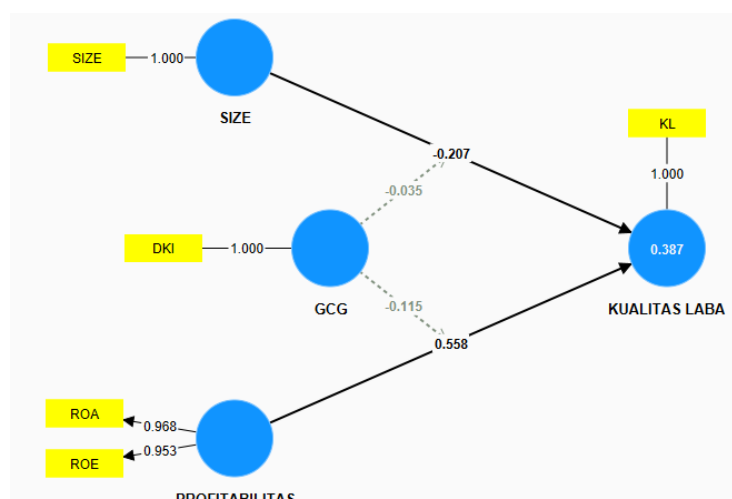 SIZE
1.000
SIZE
KL
1.000
-0.207
-0.035
DKI
1.000
GCG
0.387
KUALITAS LABA
-0.115
0.558
ROA
0.968
0.953
ROE
PROFITABILITAS